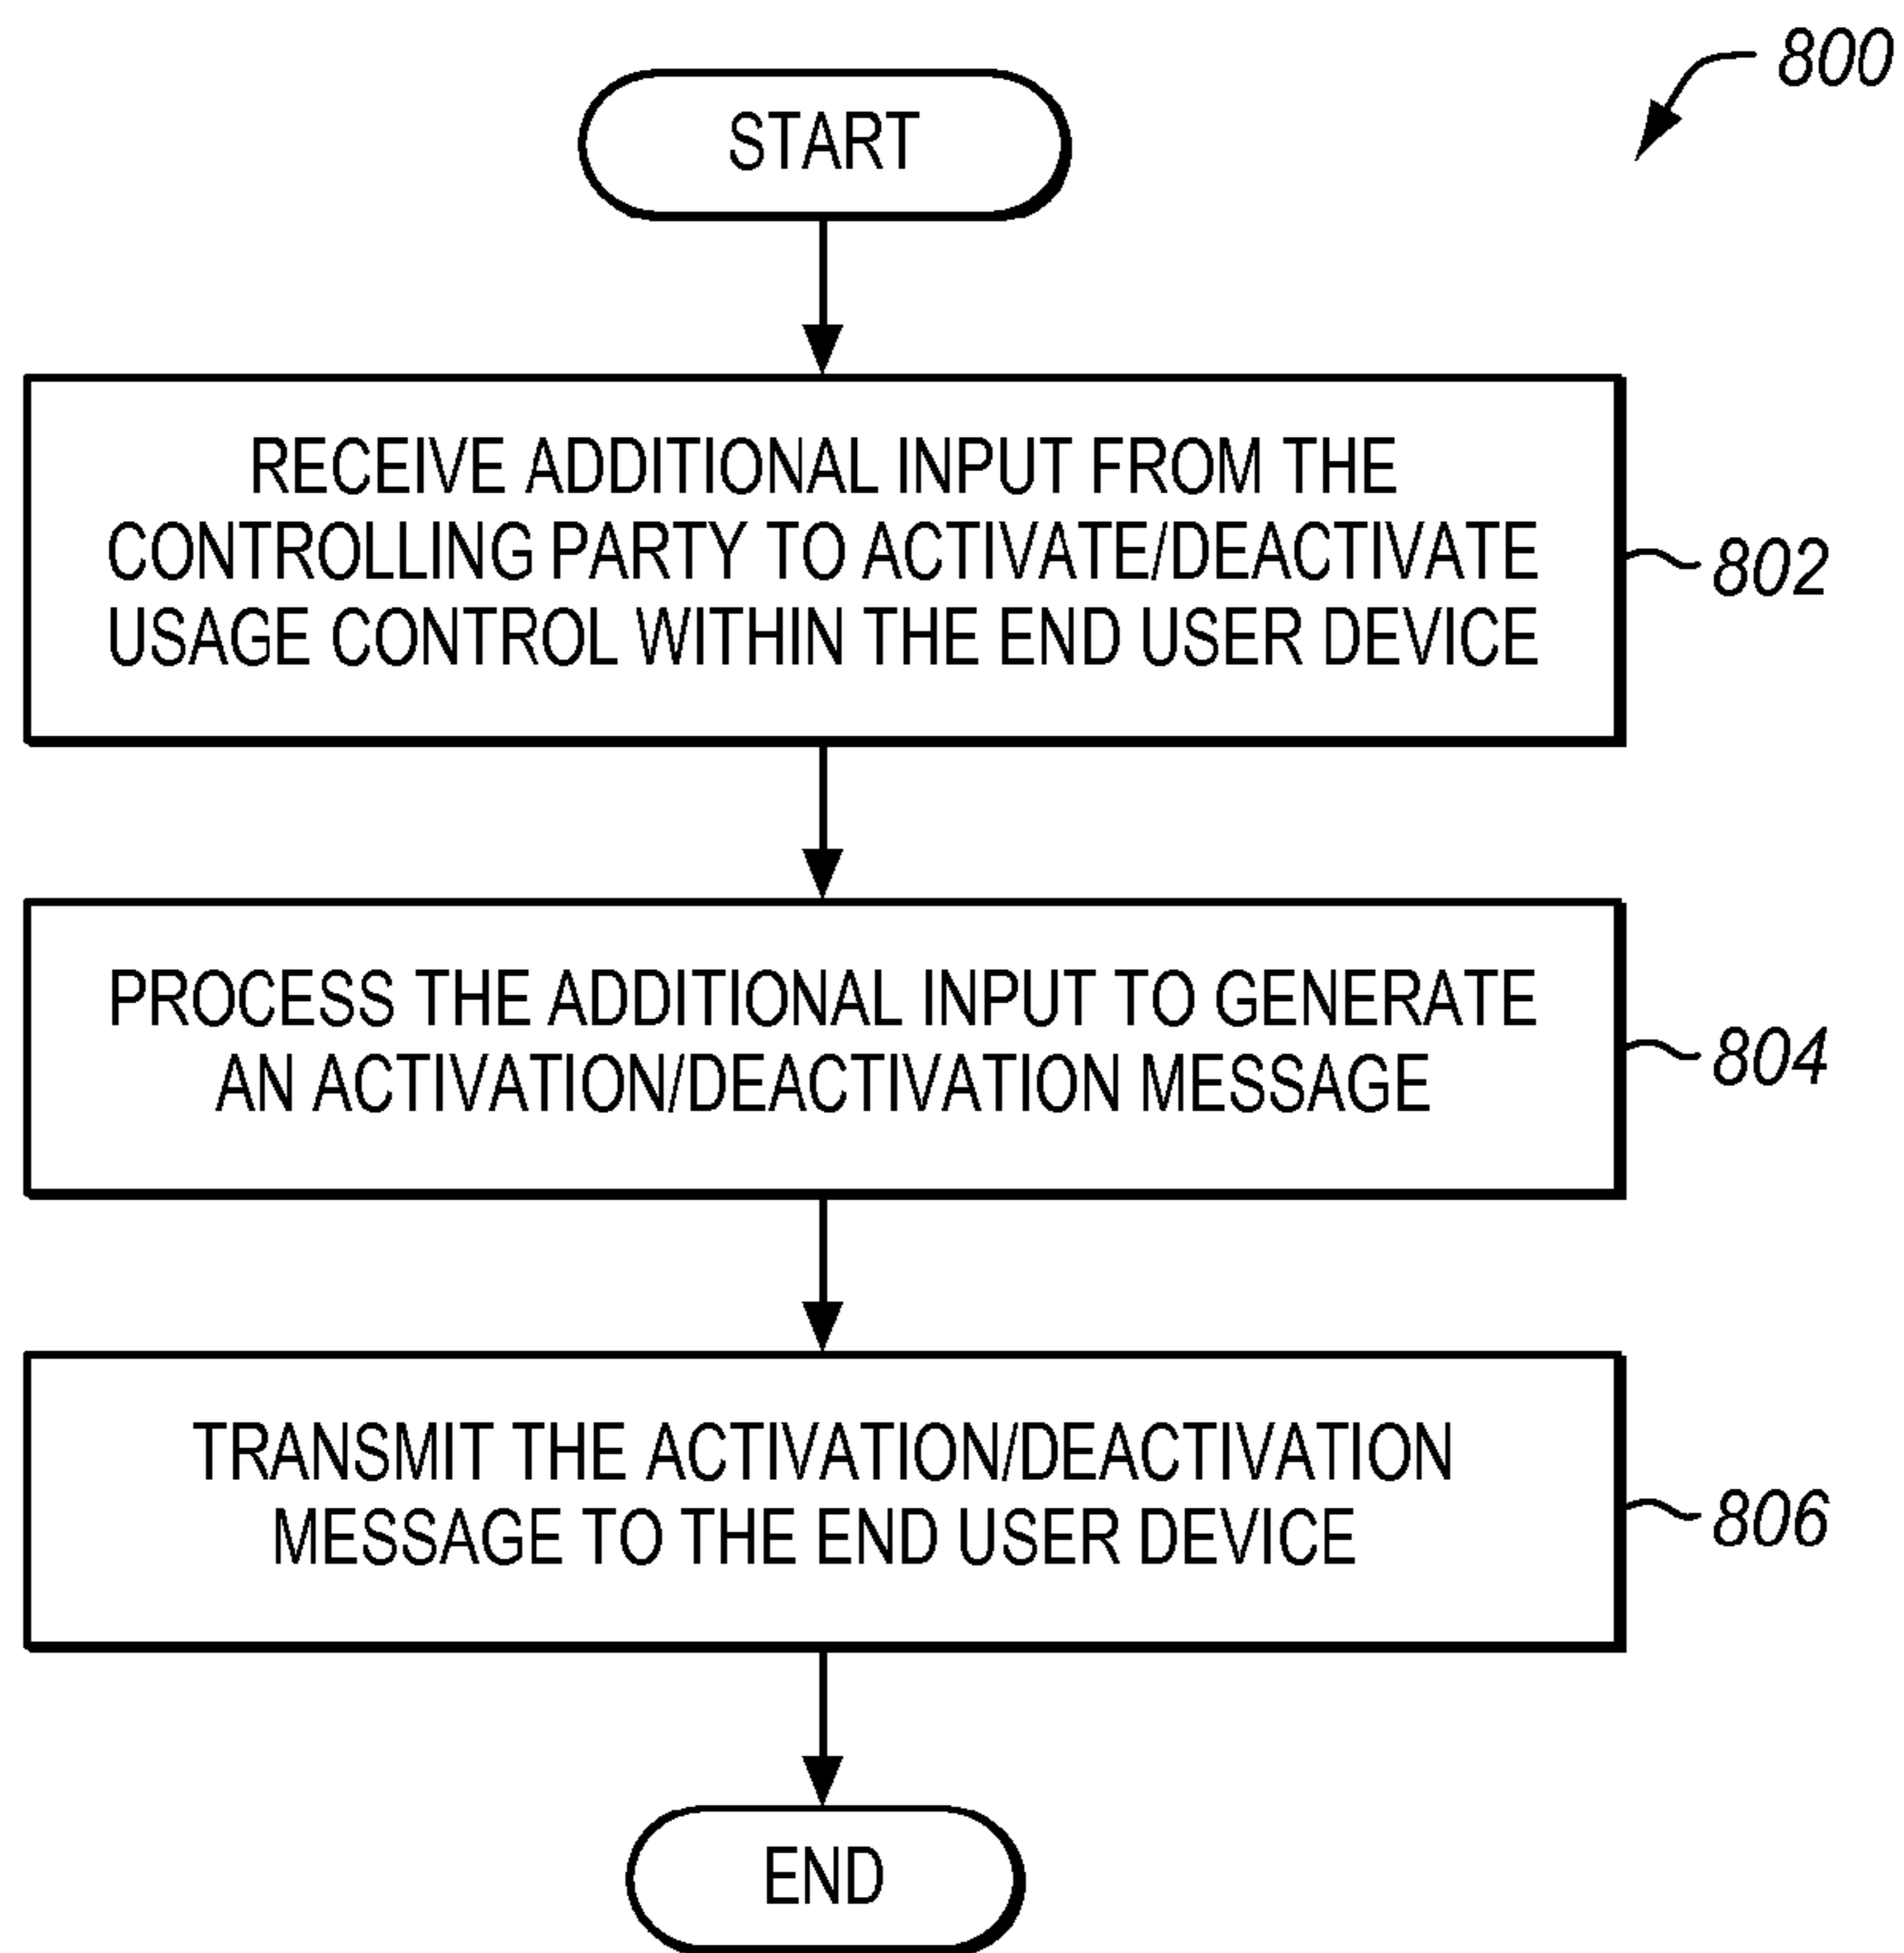 800
START
RECEIVE ADDITIONAL INPUT FROM THE
CONTROLLING PARTY TO ACTIVATE/DEACTIVATE
USAGE CONTROL WITHIN THE END USER DEVICE
802
PROCESS THE ADDITIONAL INPUT TO GENERATE
AN ACTIVATION/DEACTIVATION MESSAGE
804
TRANSMIT THE ACTIVATION/DEACTIVATION
MESSAGE TO THE END USER DEVICE
806
END